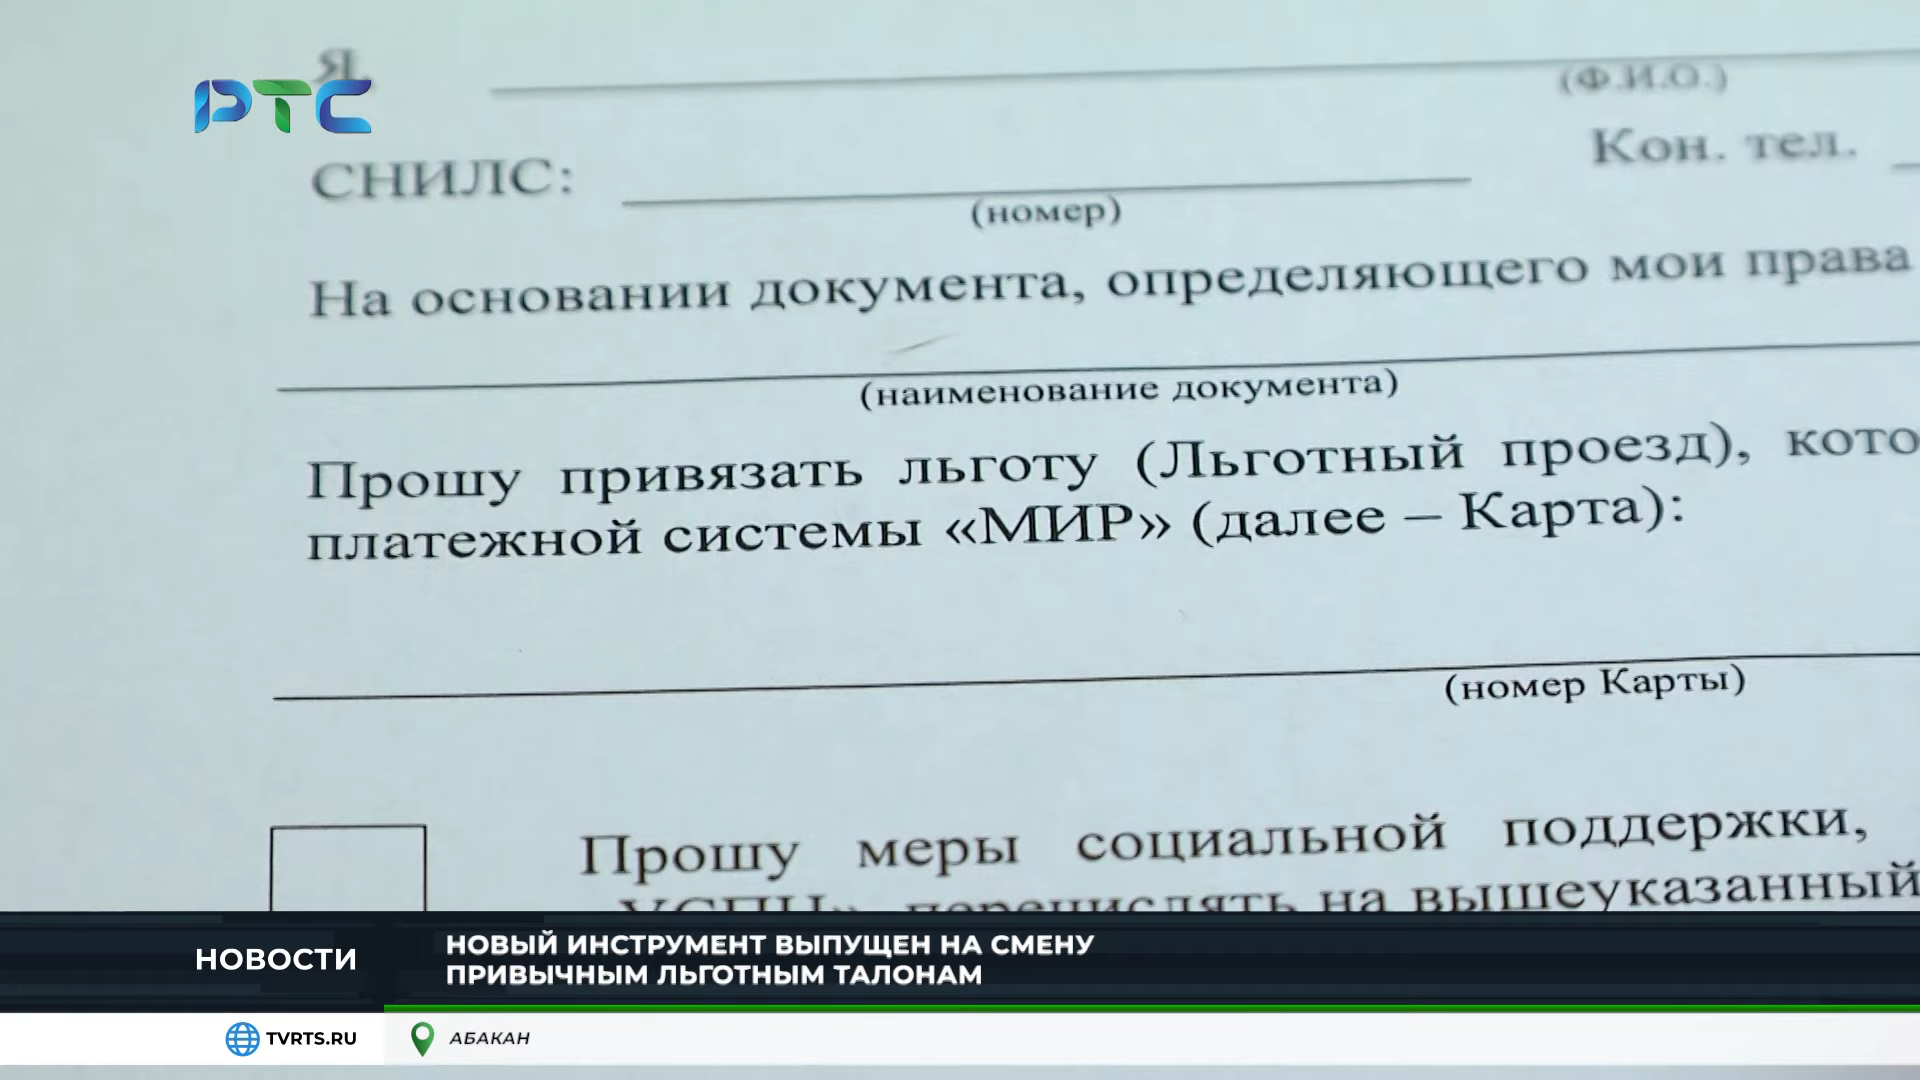 Я,
РТС
(Ф.И.О.)
СНИЛС:
Кон. тел.
(номер)
На основании документа, определяющего мои права
(наименование документа)
Прошу привязать льготу (Льготный проезд), кото
платежной системы «МИР» (далее – Карта):
(номер Карты)
Прошу меры социальной поддержки,
УСПН», перечислять на вышеуказанный
НОВОСТИ
НОВЫЙ ИНСТРУМЕНТ ВЫПУЩЕН НА СМЕНУ
ПРИВЫЧНЫМ ЛЬГОТНЫМ ТАЛОНАМ
TVRTS.RU
АБАКАН